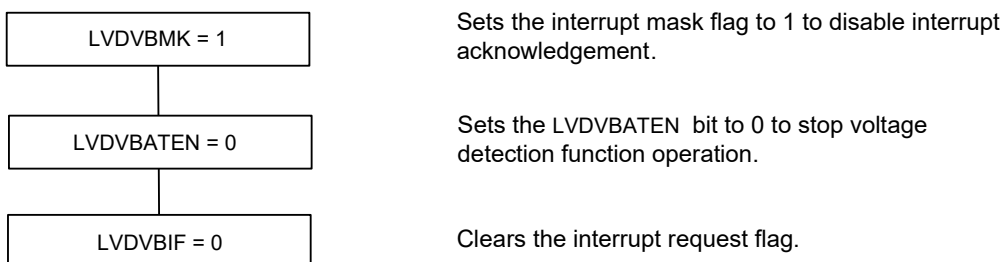 LVDVBMK = 1
Sets the interrupt mask flag to 1 to disable interrupt
acknowledgement.
LVDVBATEN = 0
Sets the LVDVBATEN bit to 0 to stop voltage
detection function operation.
LVDVBIF = 0
Clears the interrupt request flag.